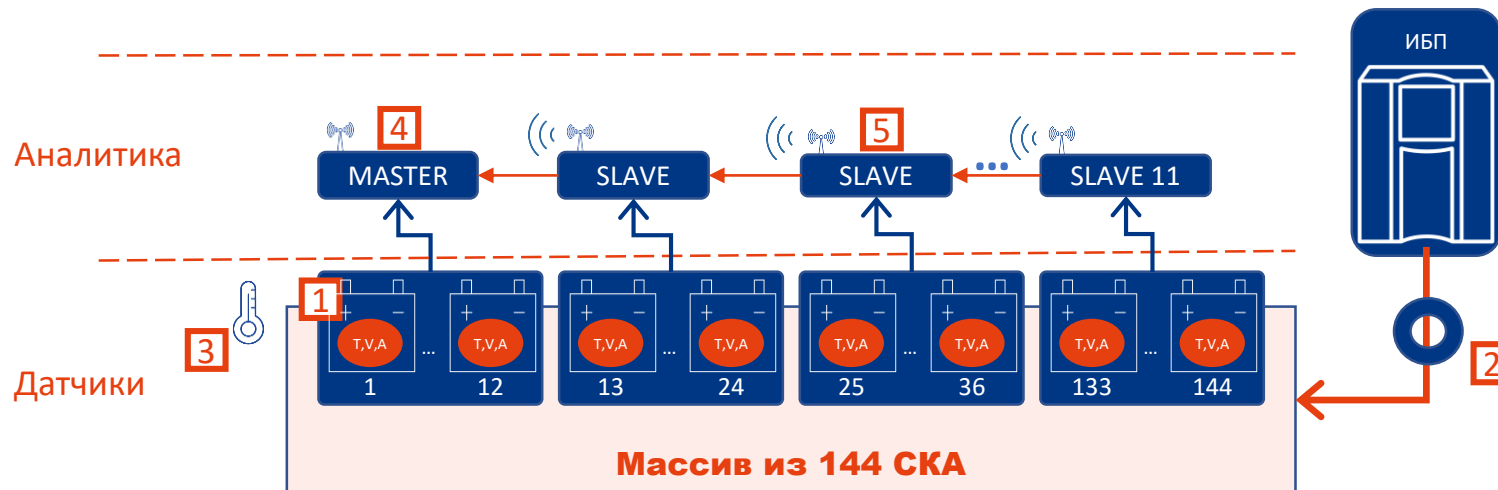 ИБП
Аналитика
4
5
MASTER
SLAVE
SLAVE
...
SLAVE 11
Датчики
3
1
2
+ −
+ −
+ −
+ −
+ −
+ −
+ −
+ −
T,V,A
...
T,V,A
T,V,A
...
T,V,A
T,V,A
...
T,V,A
T,V,A
...
T,V,A
1
12
13
24
25
36
133
144
Массив из 144 СКА